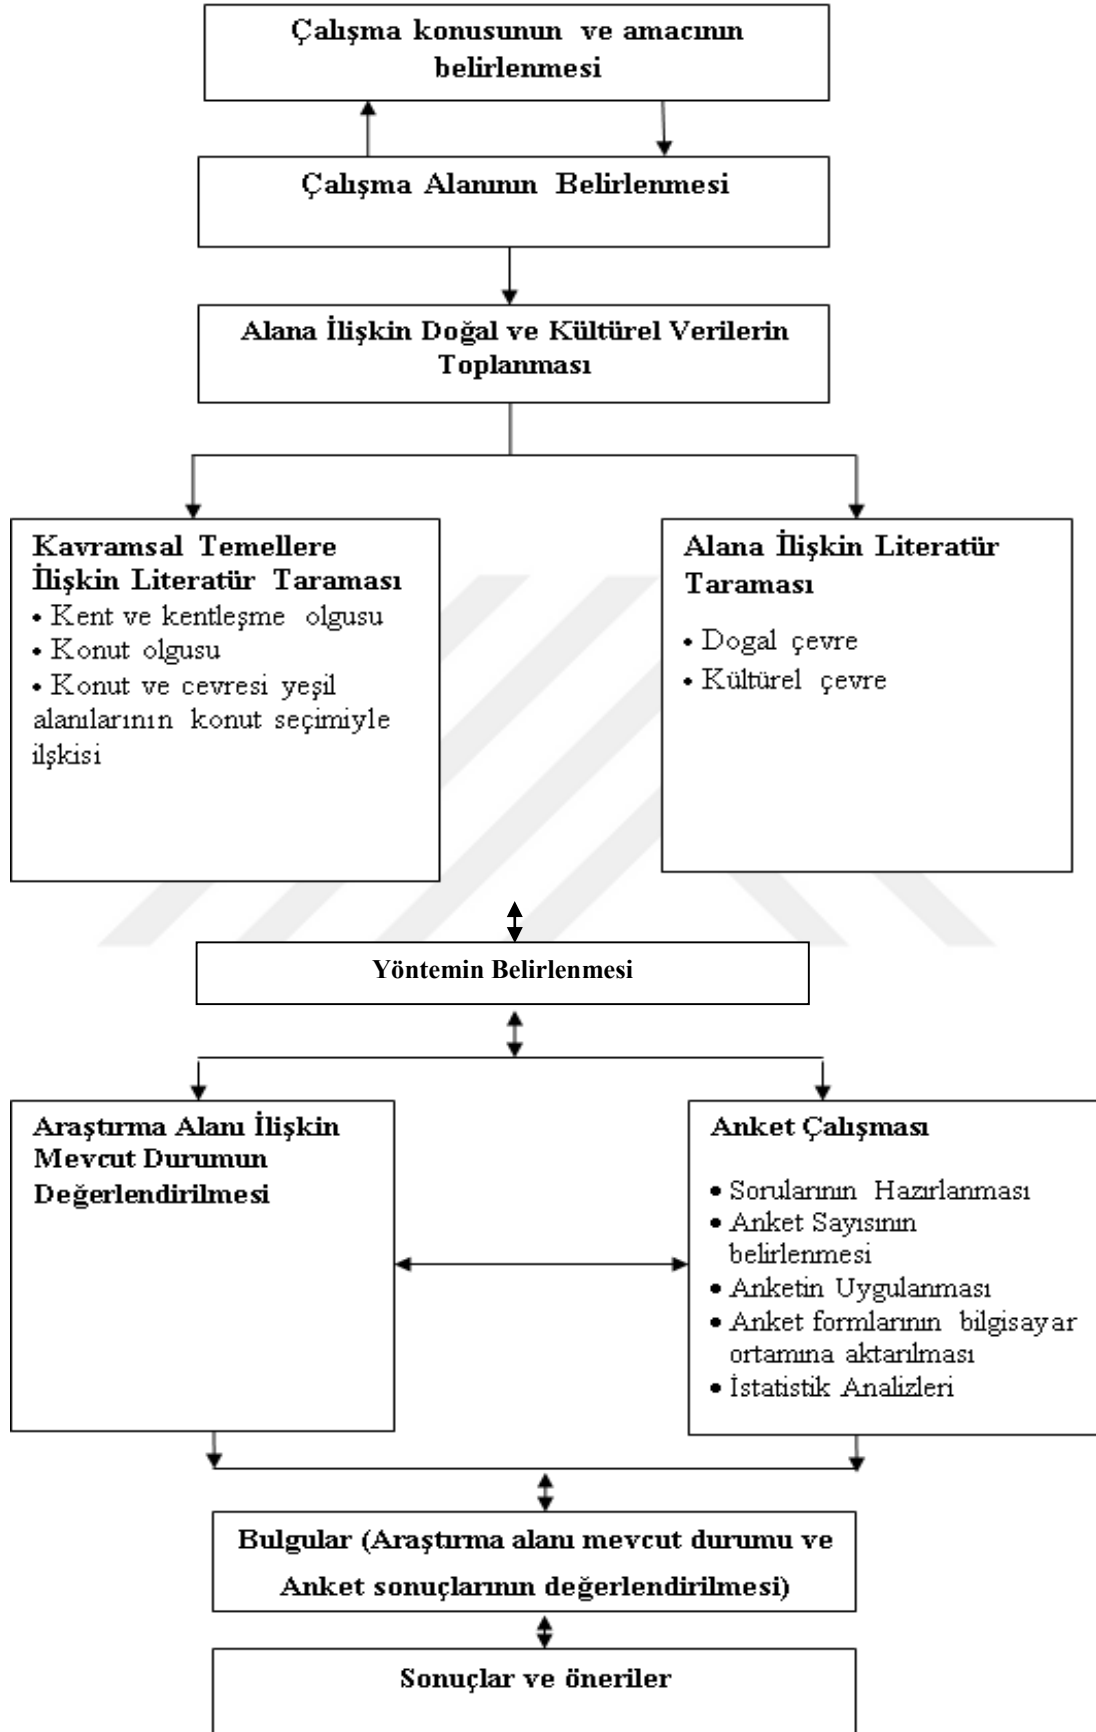 Çalışma konusunun ve amacının
belirlenmesi
Çalışma Alanının Belirlenmesi
Alana İlişkin Doğal ve Kültürel Verilerin
Toplanması
Kavramsal Temellere
İlişkin Literatür Taraması
• Kent ve kentleşme olgusu
• Konut olgusu
• Konut ve cevresi yeşil
alanılarının konut seçimiyle
ilşkisi
Alana İlişkin Literatür
Taraması
• Dogal çevre
• Kültürel çevre
Yöntemin Belirlenmesi
Araştırma Alanı İlişkin
Mevcut Durumun
Değerlendirilmesi
Anket Çalışması
• Sorularının Hazırlanması
• Anket Sayısının
belirlenmesi
• Anketin Uygulanması
• Anket formlarının bilgisayar
ortamına aktarılması
• İstatistik Analizleri
Bulgular (Araştırma alanı mevcut durumu ve
Anket sonuçlarının değerlendirilmesi)
Sonuçlar ve öneriler